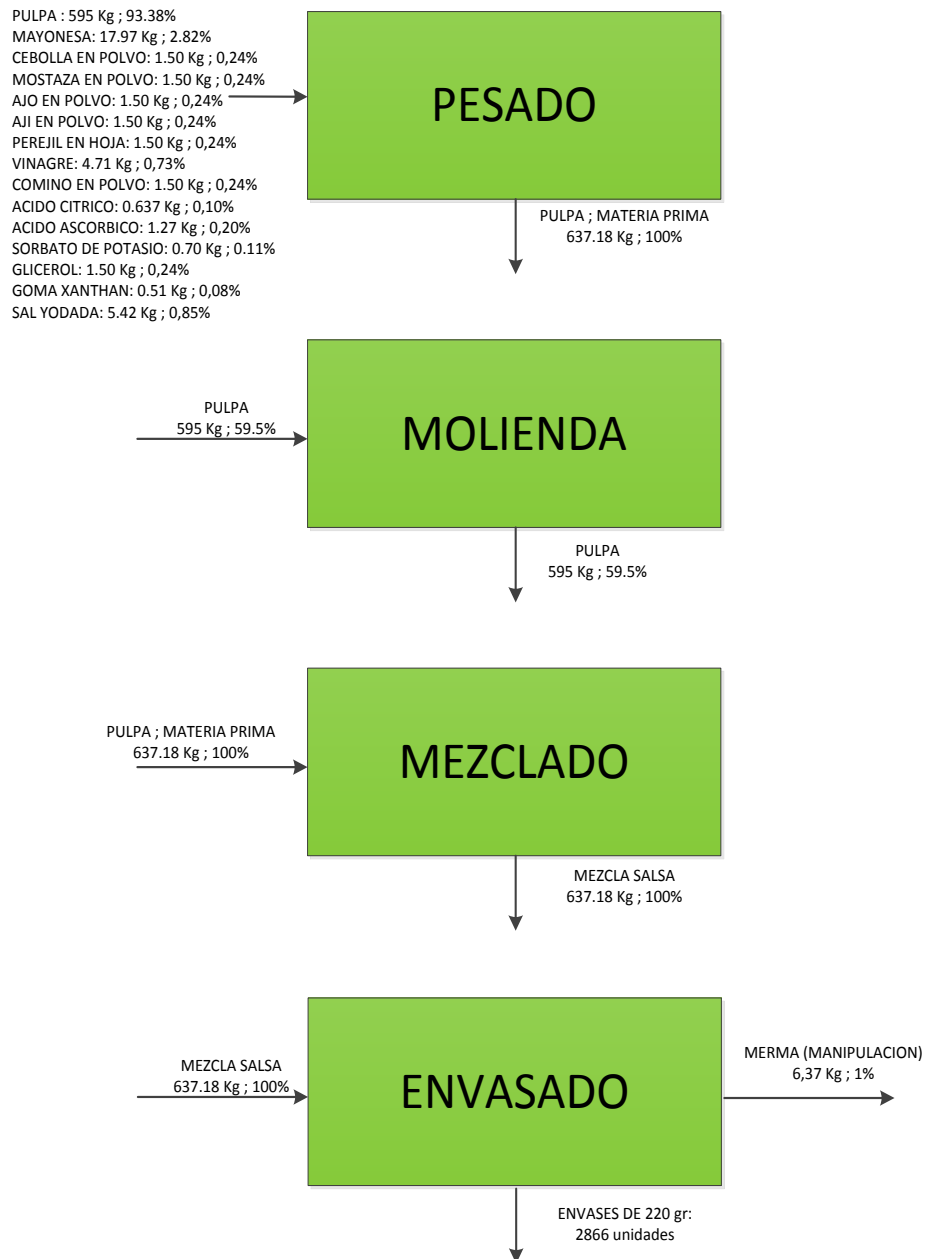 PULPA : 595 Kg ; 93.38%
MAYONESA: 17.97 Kg ; 2.82%
CEBOLLA EN POLVO: 1.50 Kg ; 0,24%
MOSTAZA EN POLVO: 1.50 Kg ; 0,24%
AJO EN POLVO: 1.50 Kg ; 0,24%
AJI EN POLVO: 1.50 Kg ; 0,24%
PEREJIL EN HOJA: 1.50 Kg ; 0,24%
VINAGRE: 4.71 Kg ; 0,73%
COMINO EN POLVO: 1.50 Kg ; 0,24%
ACIDO CITRICO: 0.637 Kg ; 0,10%
ACIDO ASCORBICO: 1.27 Kg ; 0,20%
SORBATO DE POTASIO: 0.70 Kg ; 0.11%
GLICEROL: 1.50 Kg ; 0,24%
GOMA XANTHAN: 0.51 Kg ; 0,08%
SAL YODADA: 5.42 Kg ; 0,85%
PESADO
PULPA ; MATERIA PRIMA
637.18 Kg ; 100%
PULPA
595 Kg ; 59.5%
MOLIENDA
PULPA
595 Kg ; 59.5%
PULPA ; MATERIA PRIMA
637.18 Kg ; 100%
MEZCLADO
MEZCLA SALSA
637.18 Kg ; 100%
MEZCLA SALSA
637.18 Kg ; 100%
ENVASADO
MERMA (MANIPULACION)
6,37 Kg ; 1%
ENVASES DE 220 gr:
2866 unidades